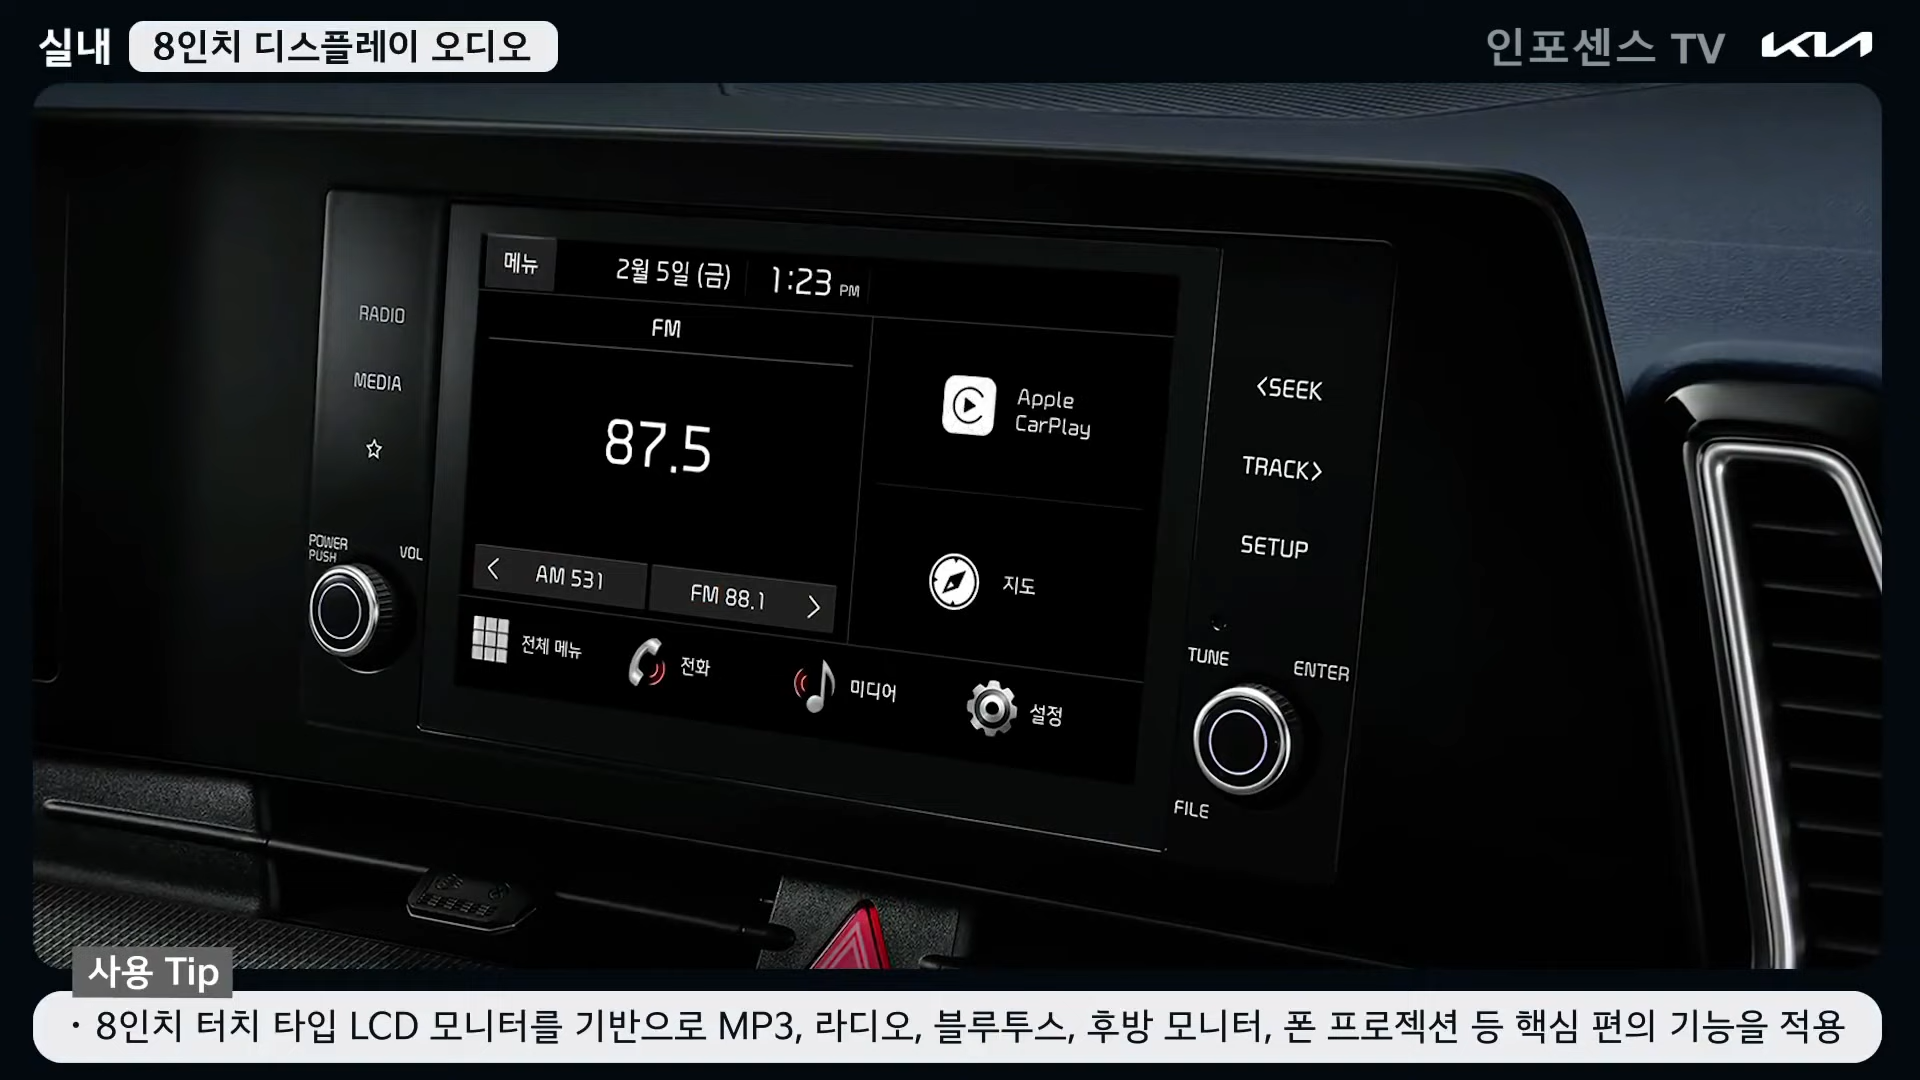 실내 8인치 디스플레이 오디오
인포센스 TV KIA
메뉴 2월 5일 (금) 1:23 PM
FM
87.5
< AM 531 FM 88.1 >
Apple
CarPlay
지도
전체 메뉴 전화 미디어 설정
RADIO
MEDIA
POWER
PUSH
VOL
<SEEK
TRACK>
SETUP
TUNE
ENTER
FILE
사용 Tip
· 8인치 터치 타입 LCD 모니터를 기반으로 MP3, 라디오, 블루투스, 후방 모니터, 폰 프로젝션 등 핵심 편의 기능을 적용